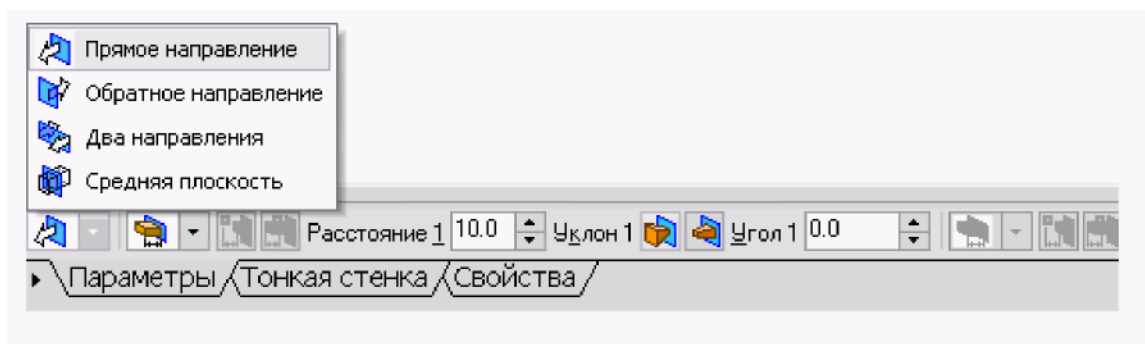 Прямое направление
Обратное направление
Два направления
Средняя плоскость
Расстояние 1 10.0 Уклон 1 Угол 1 0.0
Параметры Тонкая стенка Свойства